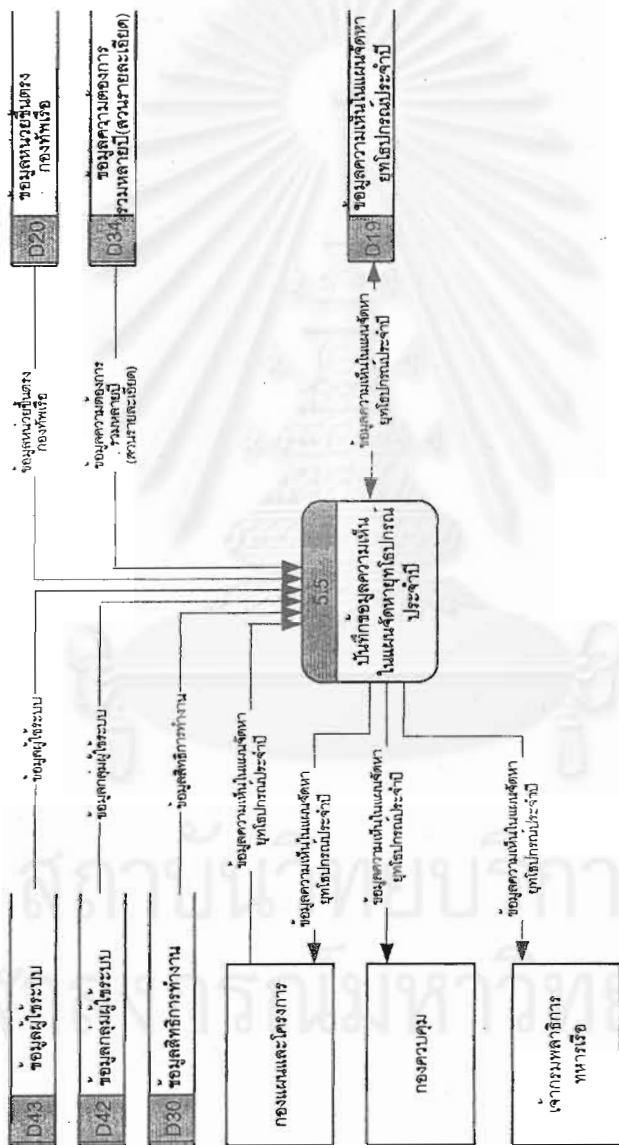 D43
ข้อมูลผู้ใช้ระบบ
D42
ข้อมูลกลุ่มผู้ใช้ระบบ
D30
ข้อมูลสิทธิการทำงาน
กองแผนและโครงการ
กองควบคุม
เจ้ากรมพลาธิการ
ทหารเรือ
ข้อมูลผู้ใช้ระบบ
ข้อมูลกลุ่มผู้ใช้ระบบ
ข้อมูลสิทธิการทำงาน
ข้อมูลความเห็นในแผนจัดหา
ยุทโธปกรณ์ประจำปี
ข้อมูลความเห็นในแผนจัดหา
ยุทโธปกรณ์ประจำปี
ข้อมูลความเห็นในแผนจัดหา
ยุทโธปกรณ์ประจำปี
ข้อมูลความเห็นในแผนจัดหา
ยุทโธปกรณ์ประจำปี
5.5
บันทึกข้อมูลความเห็น
ในแผนจัดหายุทโธปกรณ์
ประจำปี
ข้อมูลหน่วยขึ้นตรง
กองทัพเรือ
ข้อมูลความต้องการ
รวมหลายปี
(ส่วนรายละเอียด)
ข้อมูลความเห็นในแผนจัดหา
ยุทโธปกรณ์ประจำปี
D20
ข้อมูลหน่วยขึ้นตรง
กองทัพเรือ
D34
ข้อมูลความต้องการ
รวมหลายปี(ส่วนรายละเอียด)
D19
ข้อมูลความเห็นในแผนจัดหา
ยุทโธปกรณ์ประจำปี
สถาบันวิทยบริการ